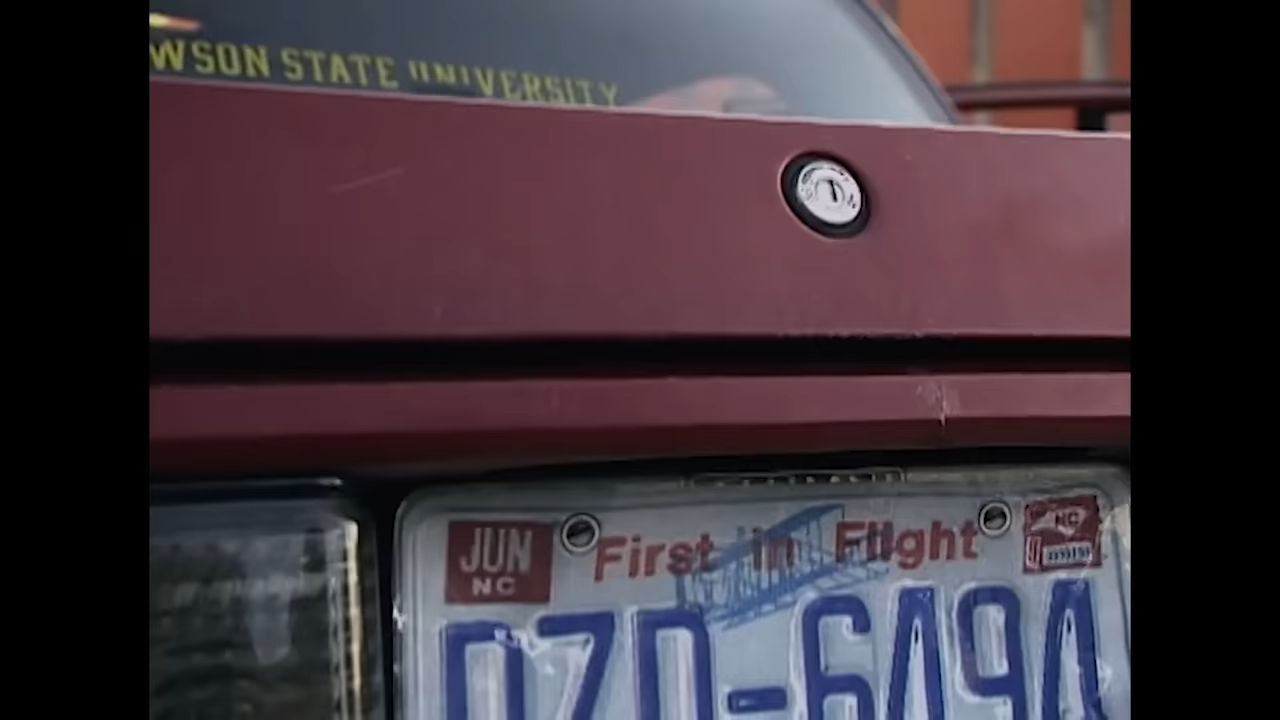 WSON STATE UNIVERSITY
JUN
NC
First in Flight
NC
DZD-6494